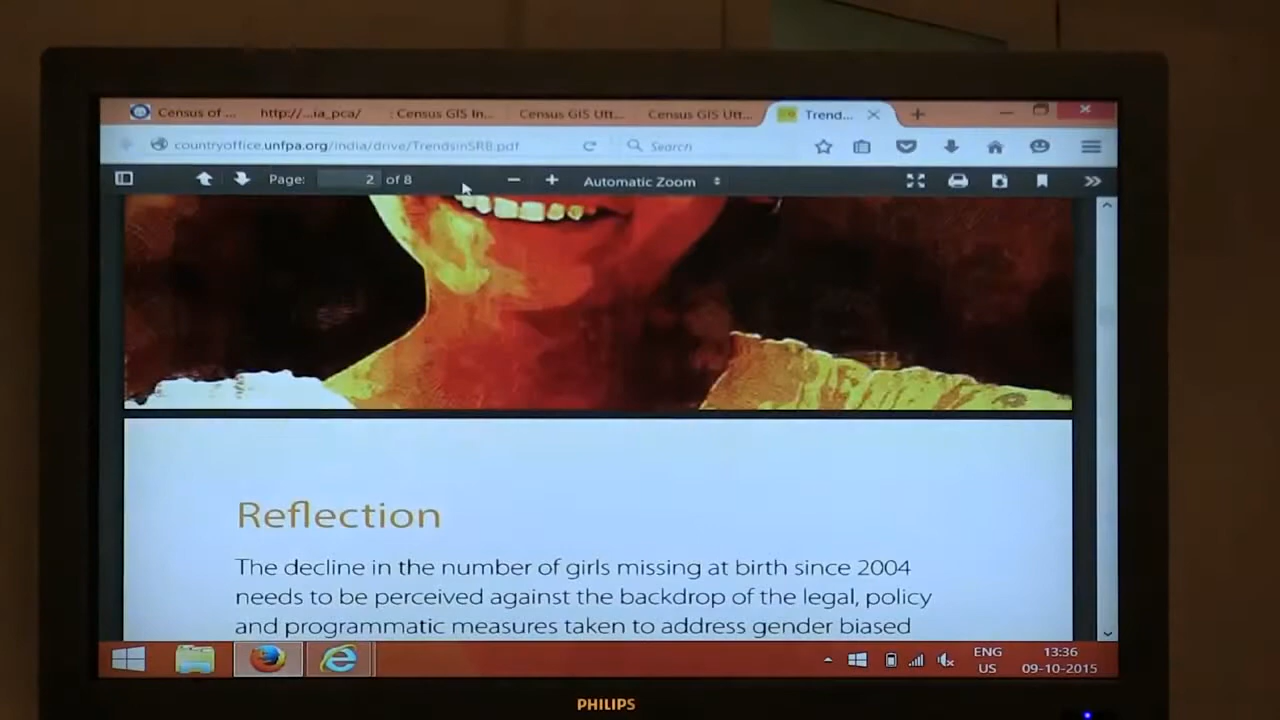 Census of ... http://...ia_pca/ : Census GIS In... Census GIS Utt... Census GIS Utt... Trend...
countryoffice.unfpa.org/india/drive/TrendsinSRB.pdf Search
Page: 2 of 8 Automatic Zoom
Reflection
The decline in the number of girls missing at birth since 2004
needs to be perceived against the backdrop of the legal, policy
and programmatic measures taken to address gender biased
ENG 13:36
US 09-10-2015
PHILIPS